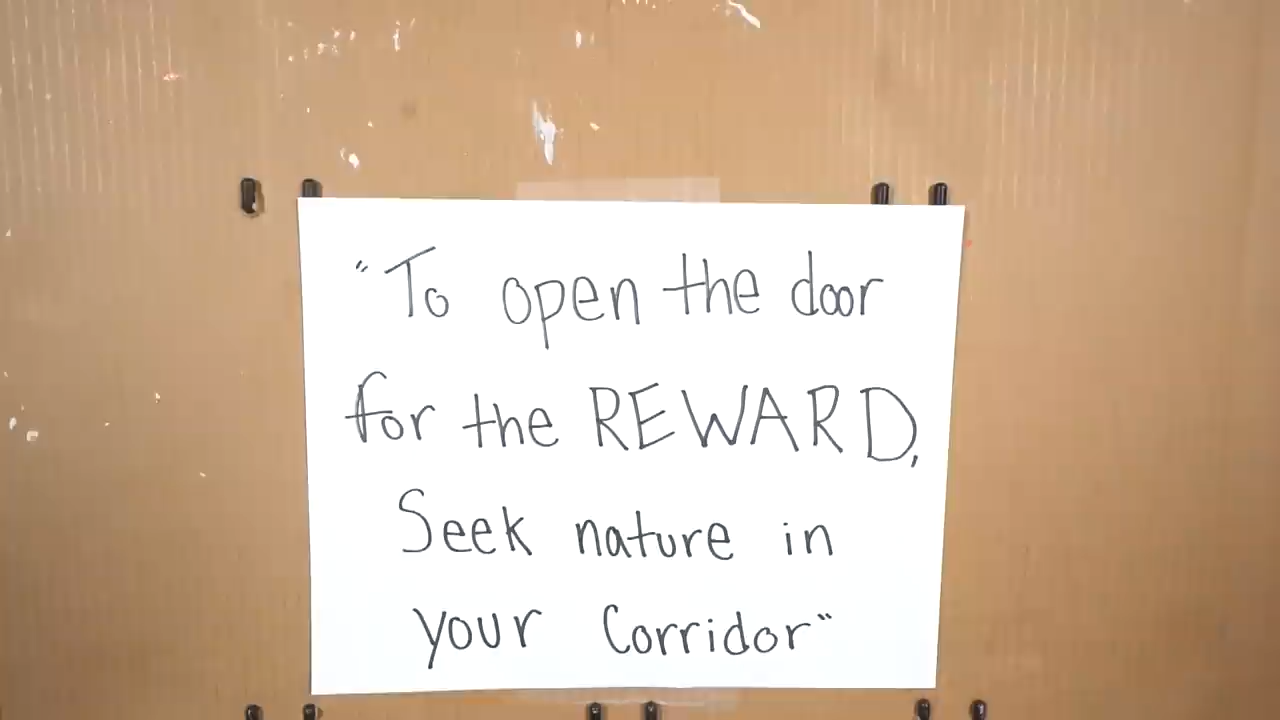 "To open the door
for the REWARD,
Seek nature in
your Corridor"